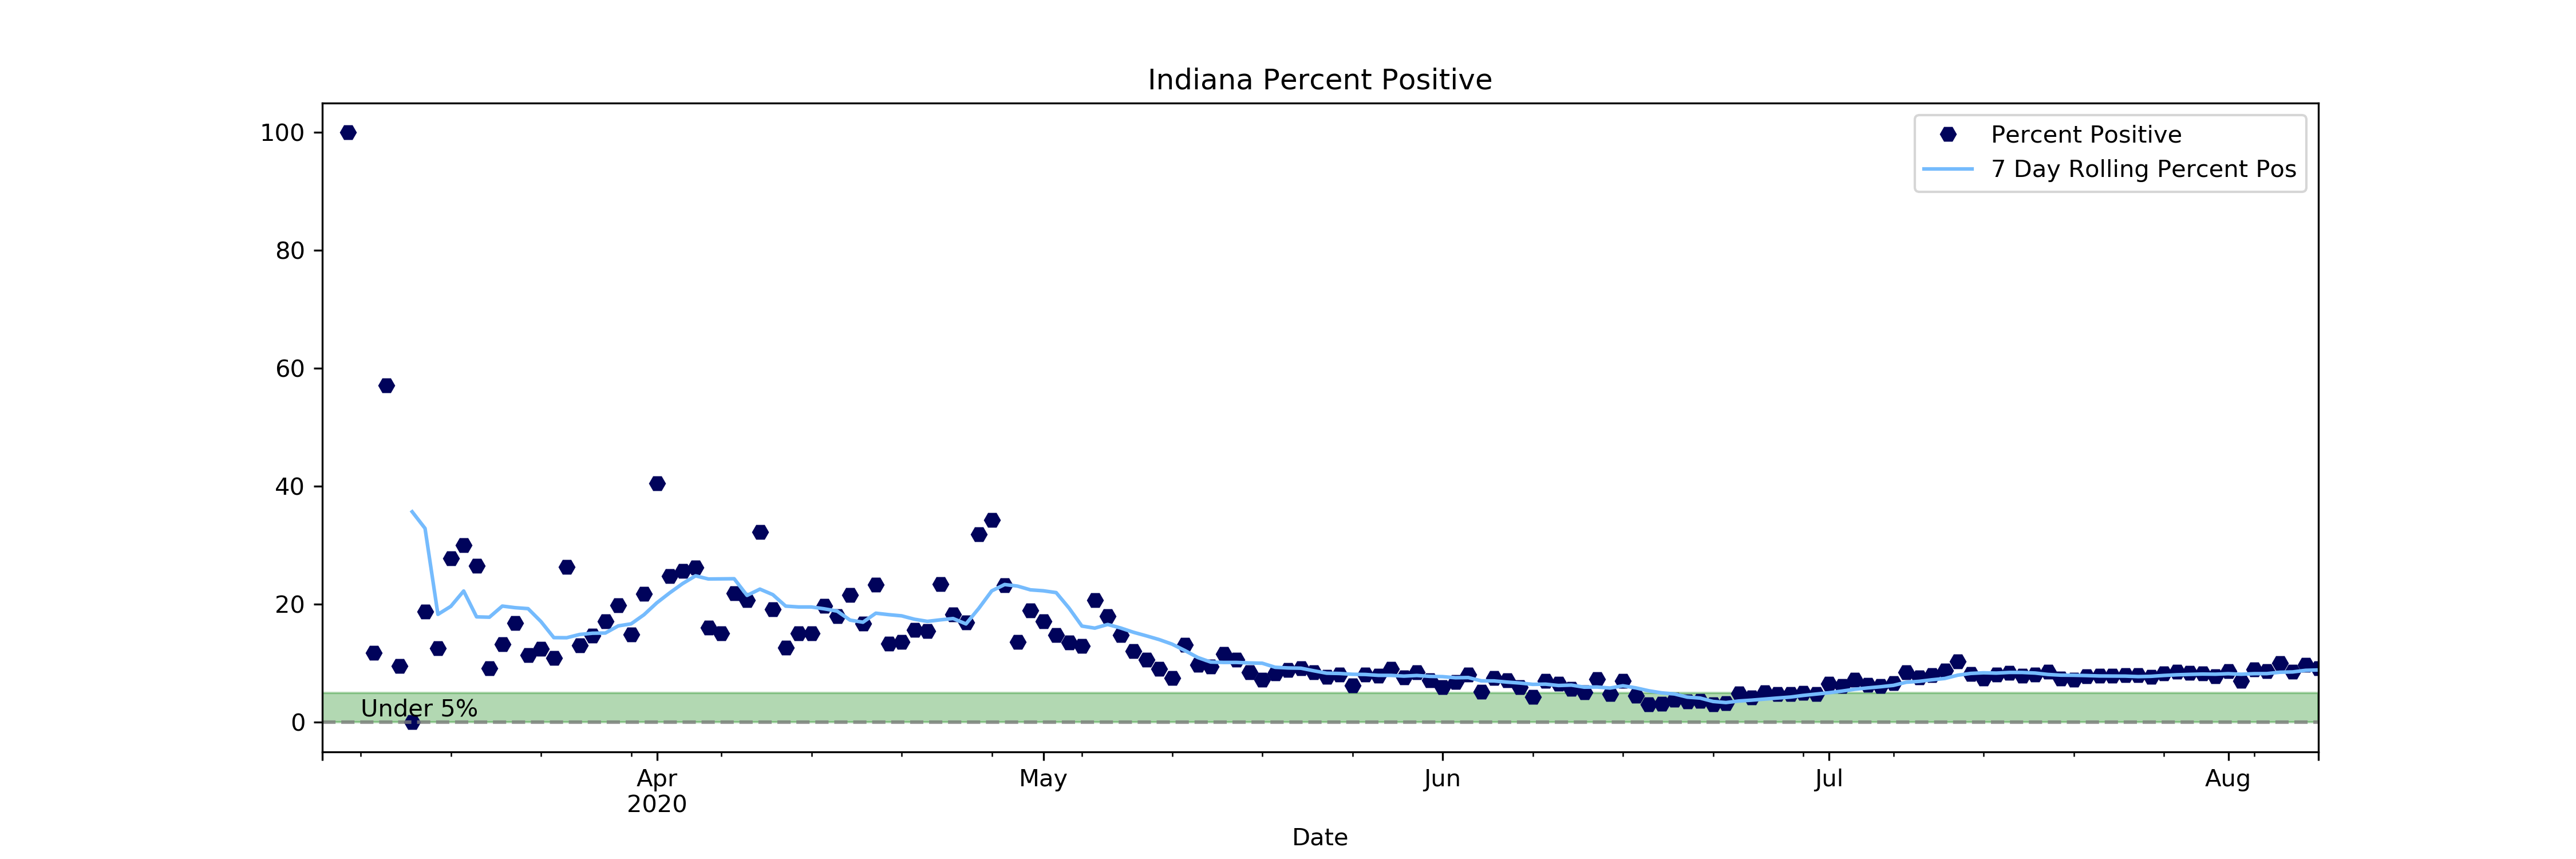 Indiana Percent Positive
Percent Positive
7 Day Rolling Percent Pos
100
80
60
40
20
0
Under 5%
Apr
2020
May
Jun
Jul
Aug
Date